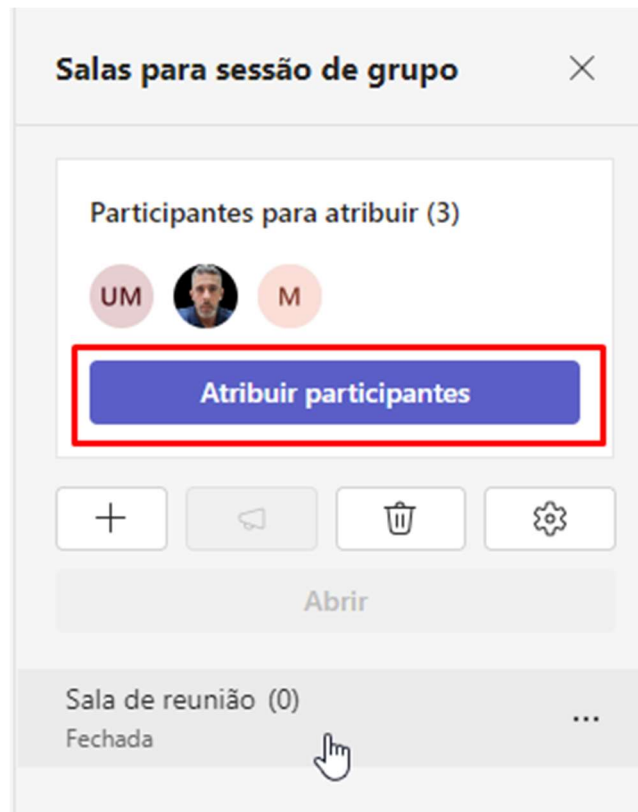 Salas para sessão de grupo
Participantes para atribuir (3)
UM
M
Atribuir participantes
Abrir
Sala de reunião (0)
Fechada